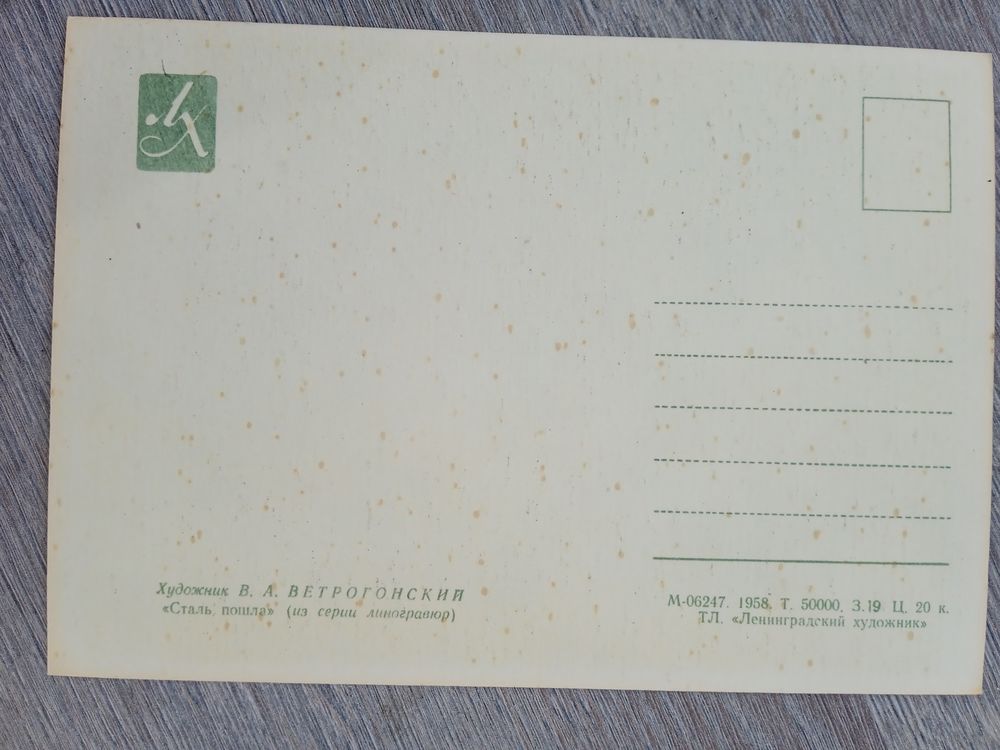 ЛХ
Художник В. А. ВЕТРОГОНСКИЙ
«Сталь пошла» (из серии линогравюр)
М-06247. 1958. Т. 50000. З.19 Ц. 20 к.
ТЛ. «Ленинградский художник»